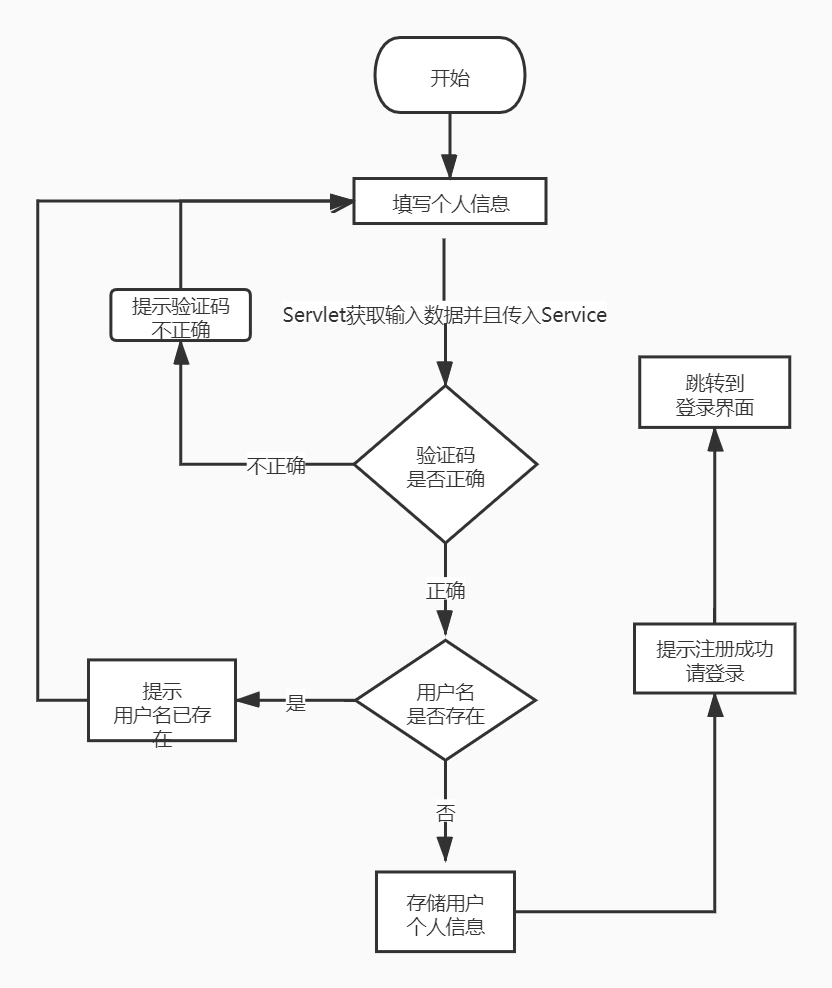 开始
填写个人信息
提示验证码
不正确
Servlet获取输入数据并且传入Service
跳转到
登录界面
验证码
是否正确
不正确
正确
提示注册成功
请登录
提示
用户名已存
在
是
用户名
是否存在
否
存储用户
个人信息